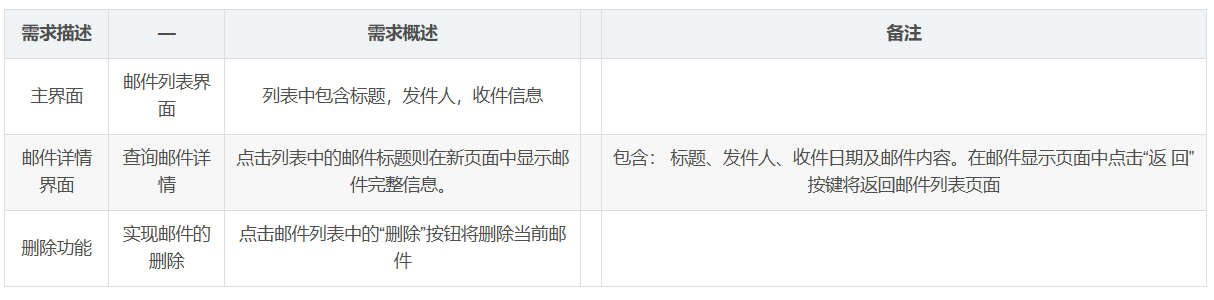 需求描述 — 需求概述 备注
主界面 邮件列表界
面 列表中包含标题，发件人，收件信息
邮件详情
界面 查询邮件详
情 点击列表中的邮件标题则在新页面中显示邮
件完整信息。 包含： 标题、发件人、收件日期及邮件内容。在邮件显示页面中点击“返 回”
按键将返回邮件列表页面
删除功能 实现邮件的
删除 点击邮件列表中的“删除”按钮将删除当前邮
件